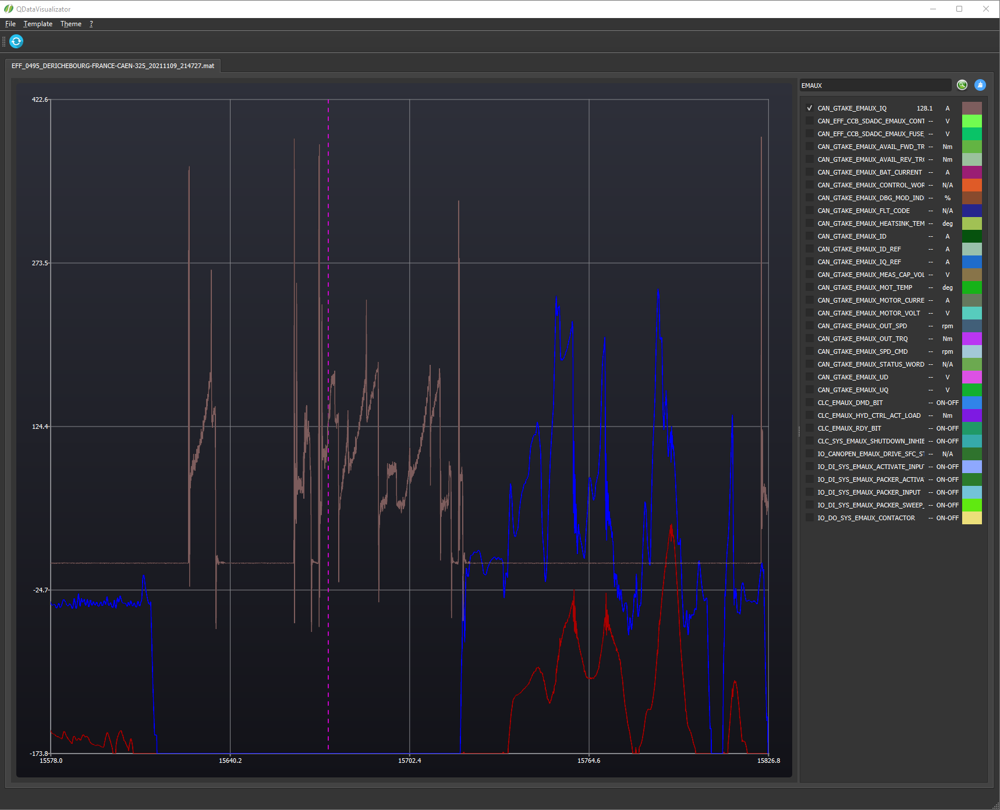 QDataVisualizator
File Template Theme ?
EFF_0495_DERICHEBOURG-FRANCE-CAEN-325_20211109_214727.mat
EMAUX
422.6
273.5
124.4
-24.7
-173.8
15578.0 15640.2 15702.4 15764.6 15826.8
CAN_GTAKE_EMAUX_IQ 128.1 A
CAN_EFF_CCB_SDADC_EMAUX_CONT -- V
CAN_EFF_CCB_SDADC_EMAUX_FUSE_ -- V
CAN_GTAKE_EMAUX_AVAIL_FWD_TR -- Nm
CAN_GTAKE_EMAUX_AVAIL_REV_TR( -- Nm
CAN_GTAKE_EMAUX_BAT_CURRENT -- A
CAN_GTAKE_EMAUX_CONTROL_WOR -- N/A
CAN_GTAKE_EMAUX_DBG_MOD_IND -- %
CAN_GTAKE_EMAUX_FLT_CODE -- N/A
CAN_GTAKE_EMAUX_HEATSINK_TEM -- deg
CAN_GTAKE_EMAUX_ID -- A
CAN_GTAKE_EMAUX_ID_REF -- A
CAN_GTAKE_EMAUX_IQ_REF -- A
CAN_GTAKE_EMAUX_MEAS_CAP_VOL -- V
CAN_GTAKE_EMAUX_MOT_TEMP -- deg
CAN_GTAKE_EMAUX_MOTOR_CURRE -- A
CAN_GTAKE_EMAUX_MOTOR_VOLT -- V
CAN_GTAKE_EMAUX_OUT_SPD -- rpm
CAN_GTAKE_EMAUX_OUT_TRQ -- Nm
CAN_GTAKE_EMAUX_SPD_CMD -- rpm
CAN_GTAKE_EMAUX_STATUS_WORD -- N/A
CAN_GTAKE_EMAUX_UD -- V
CAN_GTAKE_EMAUX_UQ -- V
CLC_EMAUX_DMD_BIT -- ON-OFF
CLC_EMAUX_HYD_CTRL_ACT_LOAD -- Nm
CLC_EMAUX_RDY_BIT -- ON-OFF
CLC_SYS_EMAUX_SHUTDOWN_INHIE -- ON-OFF
IO_CANOPEN_EMAUX_DRIVE_SFC_ST -- N/A
IO_DI_SYS_EMAUX_ACTIVATE_INPU -- ON-OFF
IO_DI_SYS_EMAUX_PACKER_ACTIVA -- ON-OFF
IO_DI_SYS_EMAUX_PACKER_INPUT -- ON-OFF
IO_DI_SYS_EMAUX_PACKER_SWEEP_ -- ON-OFF
IO_DO_SYS_EMAUX_CONTACTOR -- ON-OFF